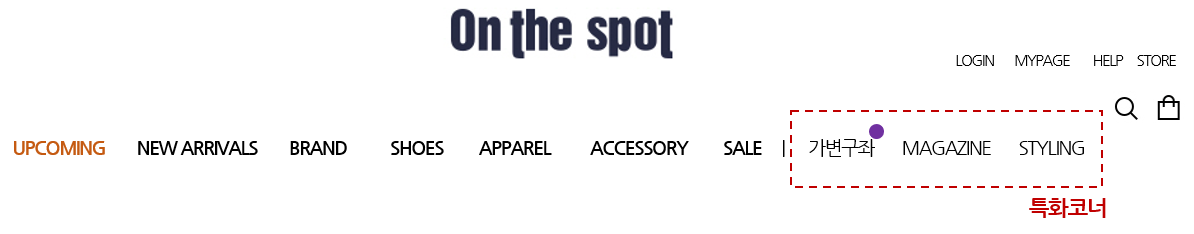 On the spot
LOGIN MYPAGE HELP STORE
UPCOMING NEW ARRIVALS BRAND SHOES APPAREL ACCESSORY SALE | 가변구좌 MAGAZINE STYLING
특화코너